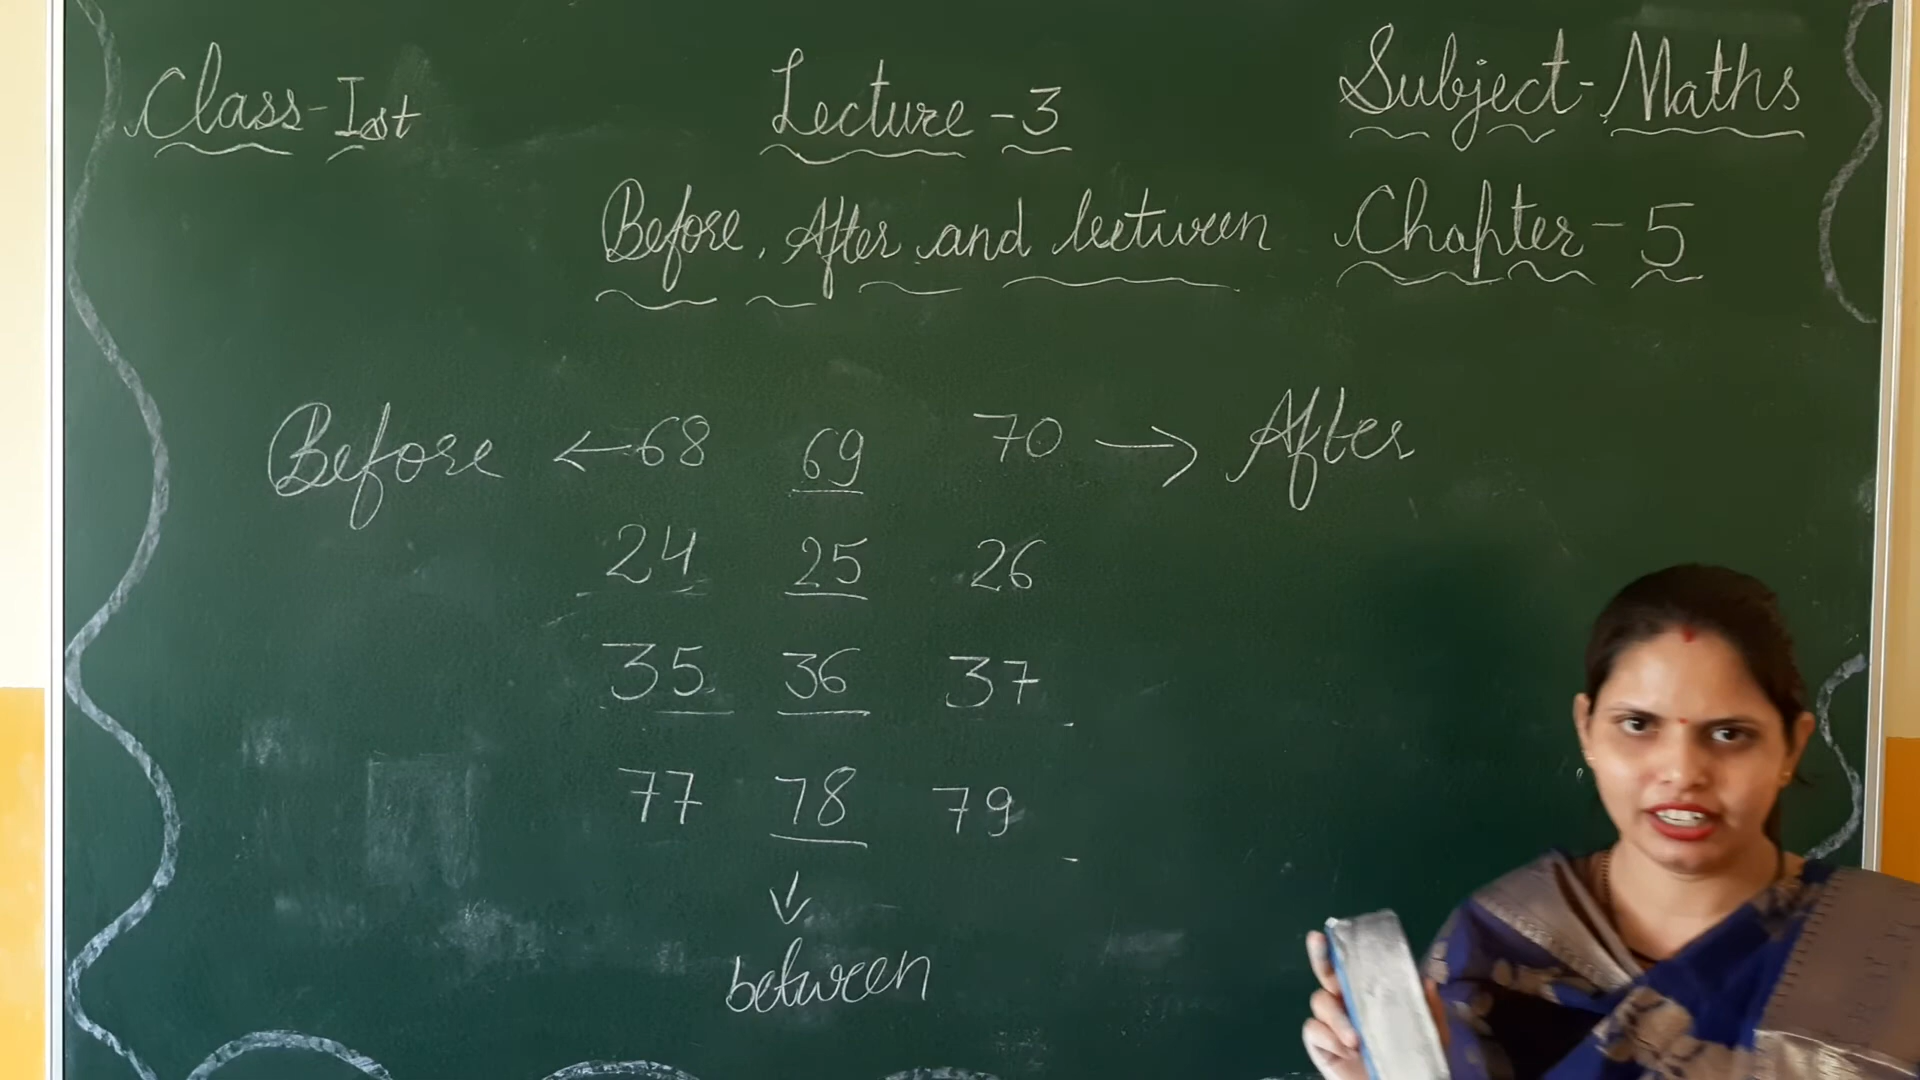 Class-Ist Lecture-3 Subject-Maths
Before, After and between Chapter-5
Before ← 68 69 70 → After
24 25 26
35 36 37
77 78 79
↓
between